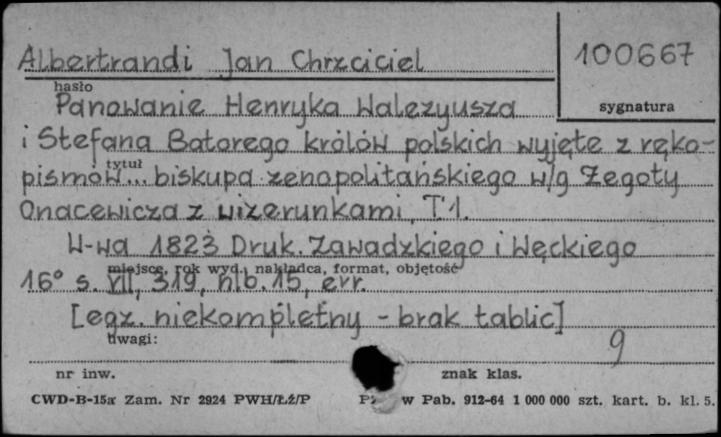 Albertrandi Jan Chrzciciel
100667
hasło
sygnatura
Panowanie Henryka Walezyusza
i Stefana Batorego królów polskich wyjęte z ręko-
tytuł
pismów... biskupa zenopolitańskiego w/g Żegoty
Onacewicza z wizerunkami, T.1.
W-wa 1823 Druk. Zawadzkiego i Węckiego
miejsce, rok wyd., nakładca, format, objętość
16° s. VII, 319, nlb. 15, err.
[egz. niekompletny - brak tablic]
uwagi:
9
nr inw.
znak klas.
CWD-B-15a Zam. Nr 2924 PWH/ŁŻ/P w Pab. 912-64 1 000 000 szt. kart. b. kl. 5.